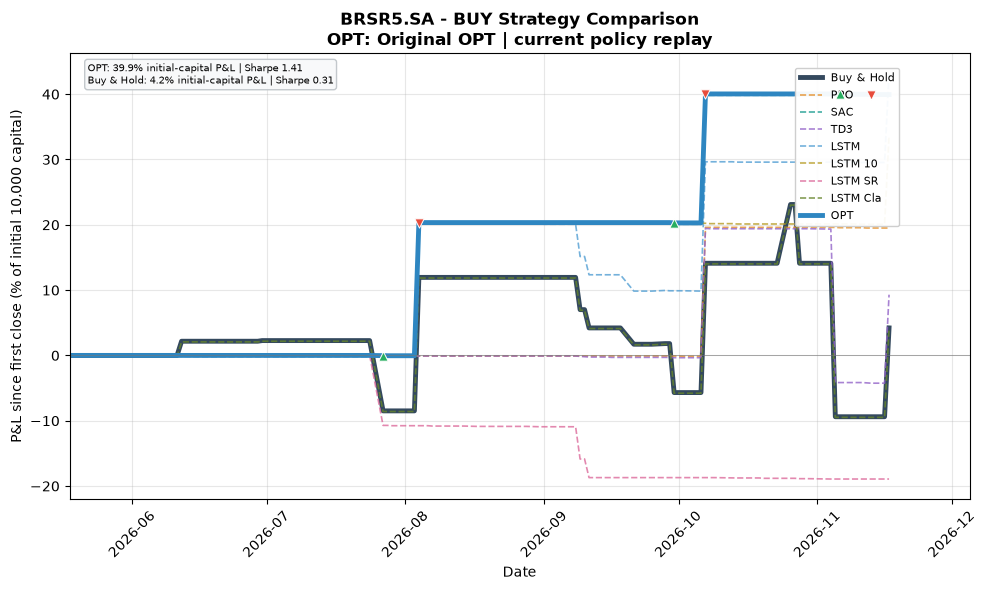 BRSR5.SA - BUY Strategy Comparison
OPT: Original OPT | current policy replay
OPT: 39.9% initial-capital P&L | Sharpe 1.41
Buy & Hold: 4.2% initial-capital P&L | Sharpe 0.31
Buy & Hold
PPO
SAC
TD3
LSTM
LSTM 10
LSTM SR
LSTM Cla
OPT
P&L since first close (% of initial 10,000 capital)
40
30
20
10
0
−10
−20
2026-06
2026-07
2026-08
2026-09
2026-10
2026-11
2026-12
Date